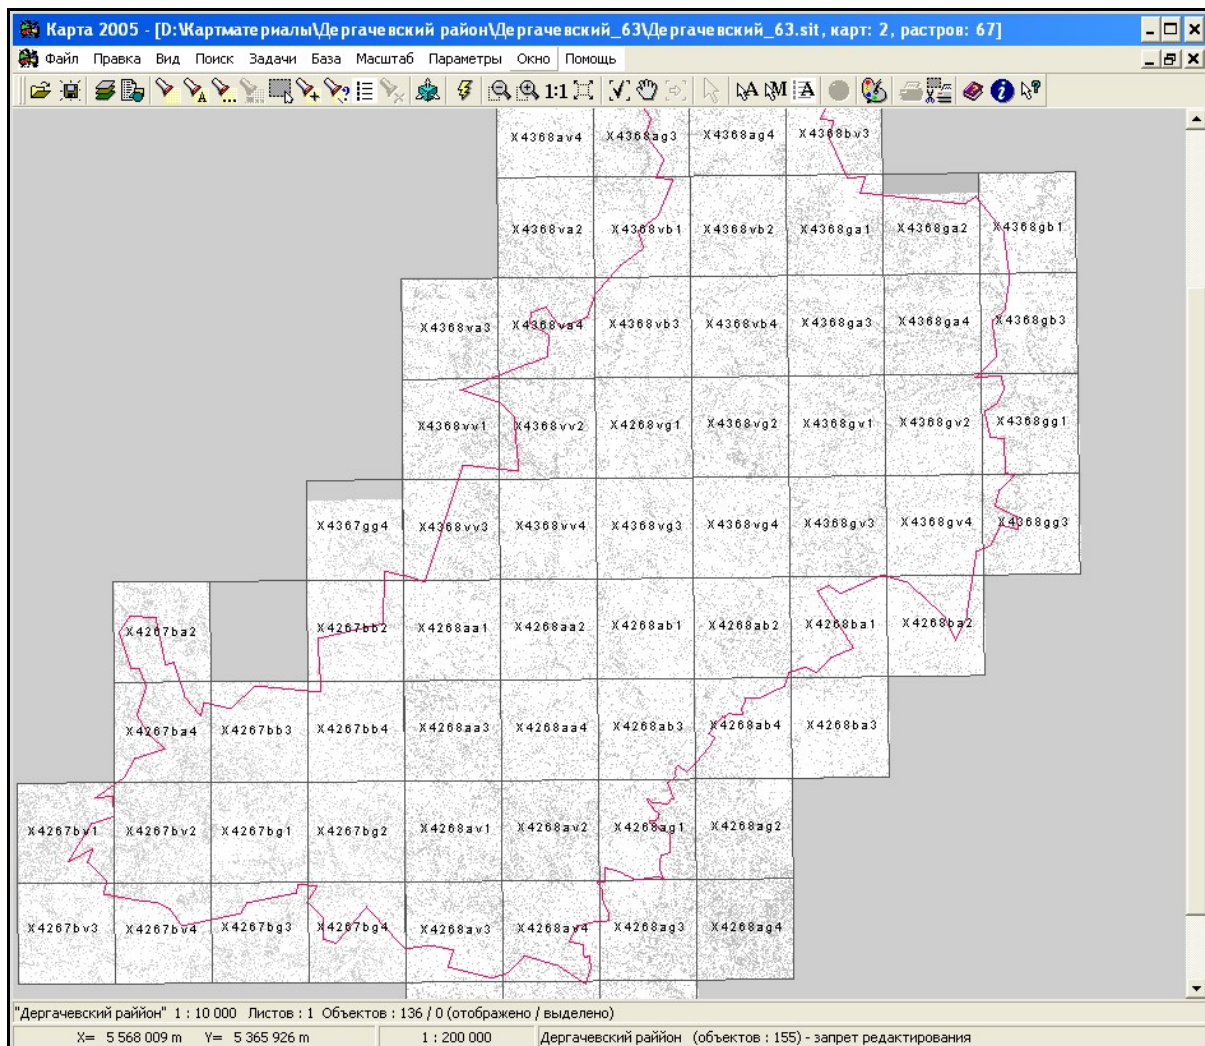 Карта 2005 - [D:\Картматериалы\Дергачевский район\Дергачевский_63\Дергачевский_63.sit, карт: 2, растров: 67]
Файл Правка Вид Поиск Задачи База Масштаб Параметры Окно Помощь
1:1 A M A
X4368av4 X4368ag3 X4368ag4 X4368bv3
X4368va2 X4368vb1 X4368vb2 X4368ga1 X4368ga2 X4368gb1
X4368va3 X4368va4 X4368vb3 X4368vb4 X4368ga3 X4368ga4 X4368gb3
X4368vv1 X4368vv2 X4268vg1 X4368vg2 X4368gv1 X4368gv2 X4368gg1
X4367gg4 X4368vv3 X4368vv4 X4368vg3 X4368vg4 X4368gv3 X4368gv4 X4368gg3
X4267ba2 X4267bb2 X4268aa1 X4268aa2 X4268ab1 X4268ab2 X4268ba1 X4268ba2
X4267ba4 X4267bb3 X4267bb4 X4268aa3 X4268aa4 X4268ab3 X4268ab4 X4268ba3
X4267bv1 X4267bv2 X4267bg1 X4267bg2 X4268av1 X4268av2 X4268ag1 X4268ag2
X4267bv3 X4267bv4 X4267bg3 X4267bg4 X4268av3 X4268av4 X4268ag3 X4268ag4
"Дергачевский раййон" 1 : 10 000 Листов : 1 Объектов : 136 / 0 (отображено / выделено)
X= 5 568 009 m Y= 5 365 926 m 1 : 200 000 Дергачевский раййон (объектов : 155) - запрет редактирования